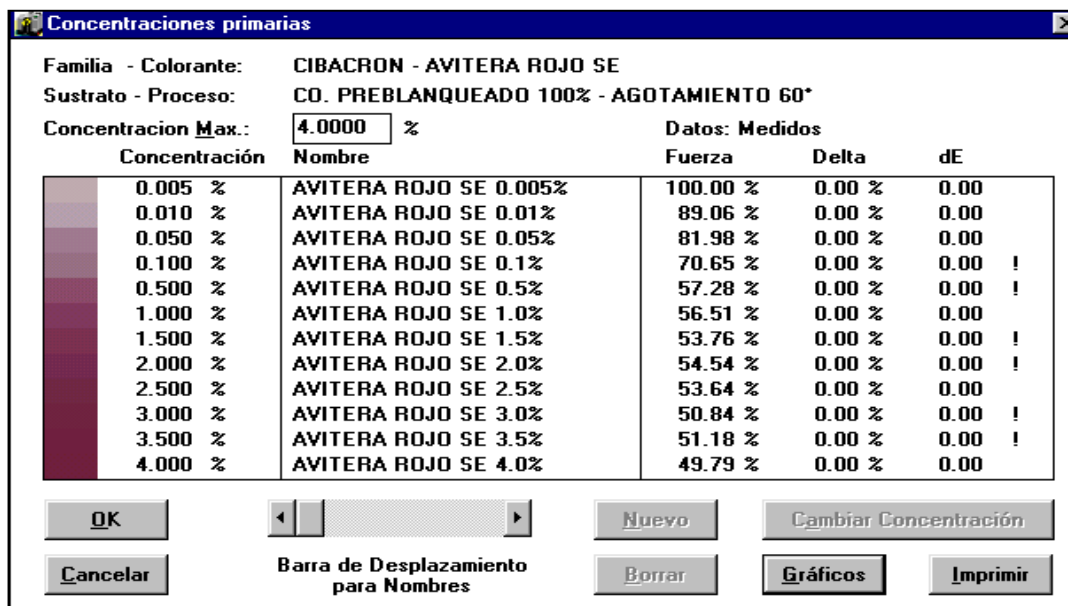 Concentraciones primarias
Familia - Colorante: CIBACRON - AVITERA ROJO SE
Sustrato - Proceso: CO. PREBLANQUEADO 100% - AGOTAMIENTO 60°
Concentracion Max.: 4.0000 % Datos: Medidos
Concentración Nombre Fuerza Delta dE
0.005 % AVITERA ROJO SE 0.005% 100.00 % 0.00 % 0.00
0.010 % AVITERA ROJO SE 0.01% 89.06 % 0.00 % 0.00
0.050 % AVITERA ROJO SE 0.05% 81.98 % 0.00 % 0.00
0.100 % AVITERA ROJO SE 0.1% 70.65 % 0.00 % 0.00 !
0.500 % AVITERA ROJO SE 0.5% 57.28 % 0.00 % 0.00 !
1.000 % AVITERA ROJO SE 1.0% 56.51 % 0.00 % 0.00
1.500 % AVITERA ROJO SE 1.5% 53.76 % 0.00 % 0.00 !
2.000 % AVITERA ROJO SE 2.0% 54.54 % 0.00 % 0.00 !
2.500 % AVITERA ROJO SE 2.5% 53.64 % 0.00 % 0.00
3.000 % AVITERA ROJO SE 3.0% 50.84 % 0.00 % 0.00 !
3.500 % AVITERA ROJO SE 3.5% 51.18 % 0.00 % 0.00 !
4.000 % AVITERA ROJO SE 4.0% 49.79 % 0.00 % 0.00
OK Nuevo Cambiar Concentración
Cancelar Barra de Desplazamiento Borrar Gráficos Imprimir
para Nombres